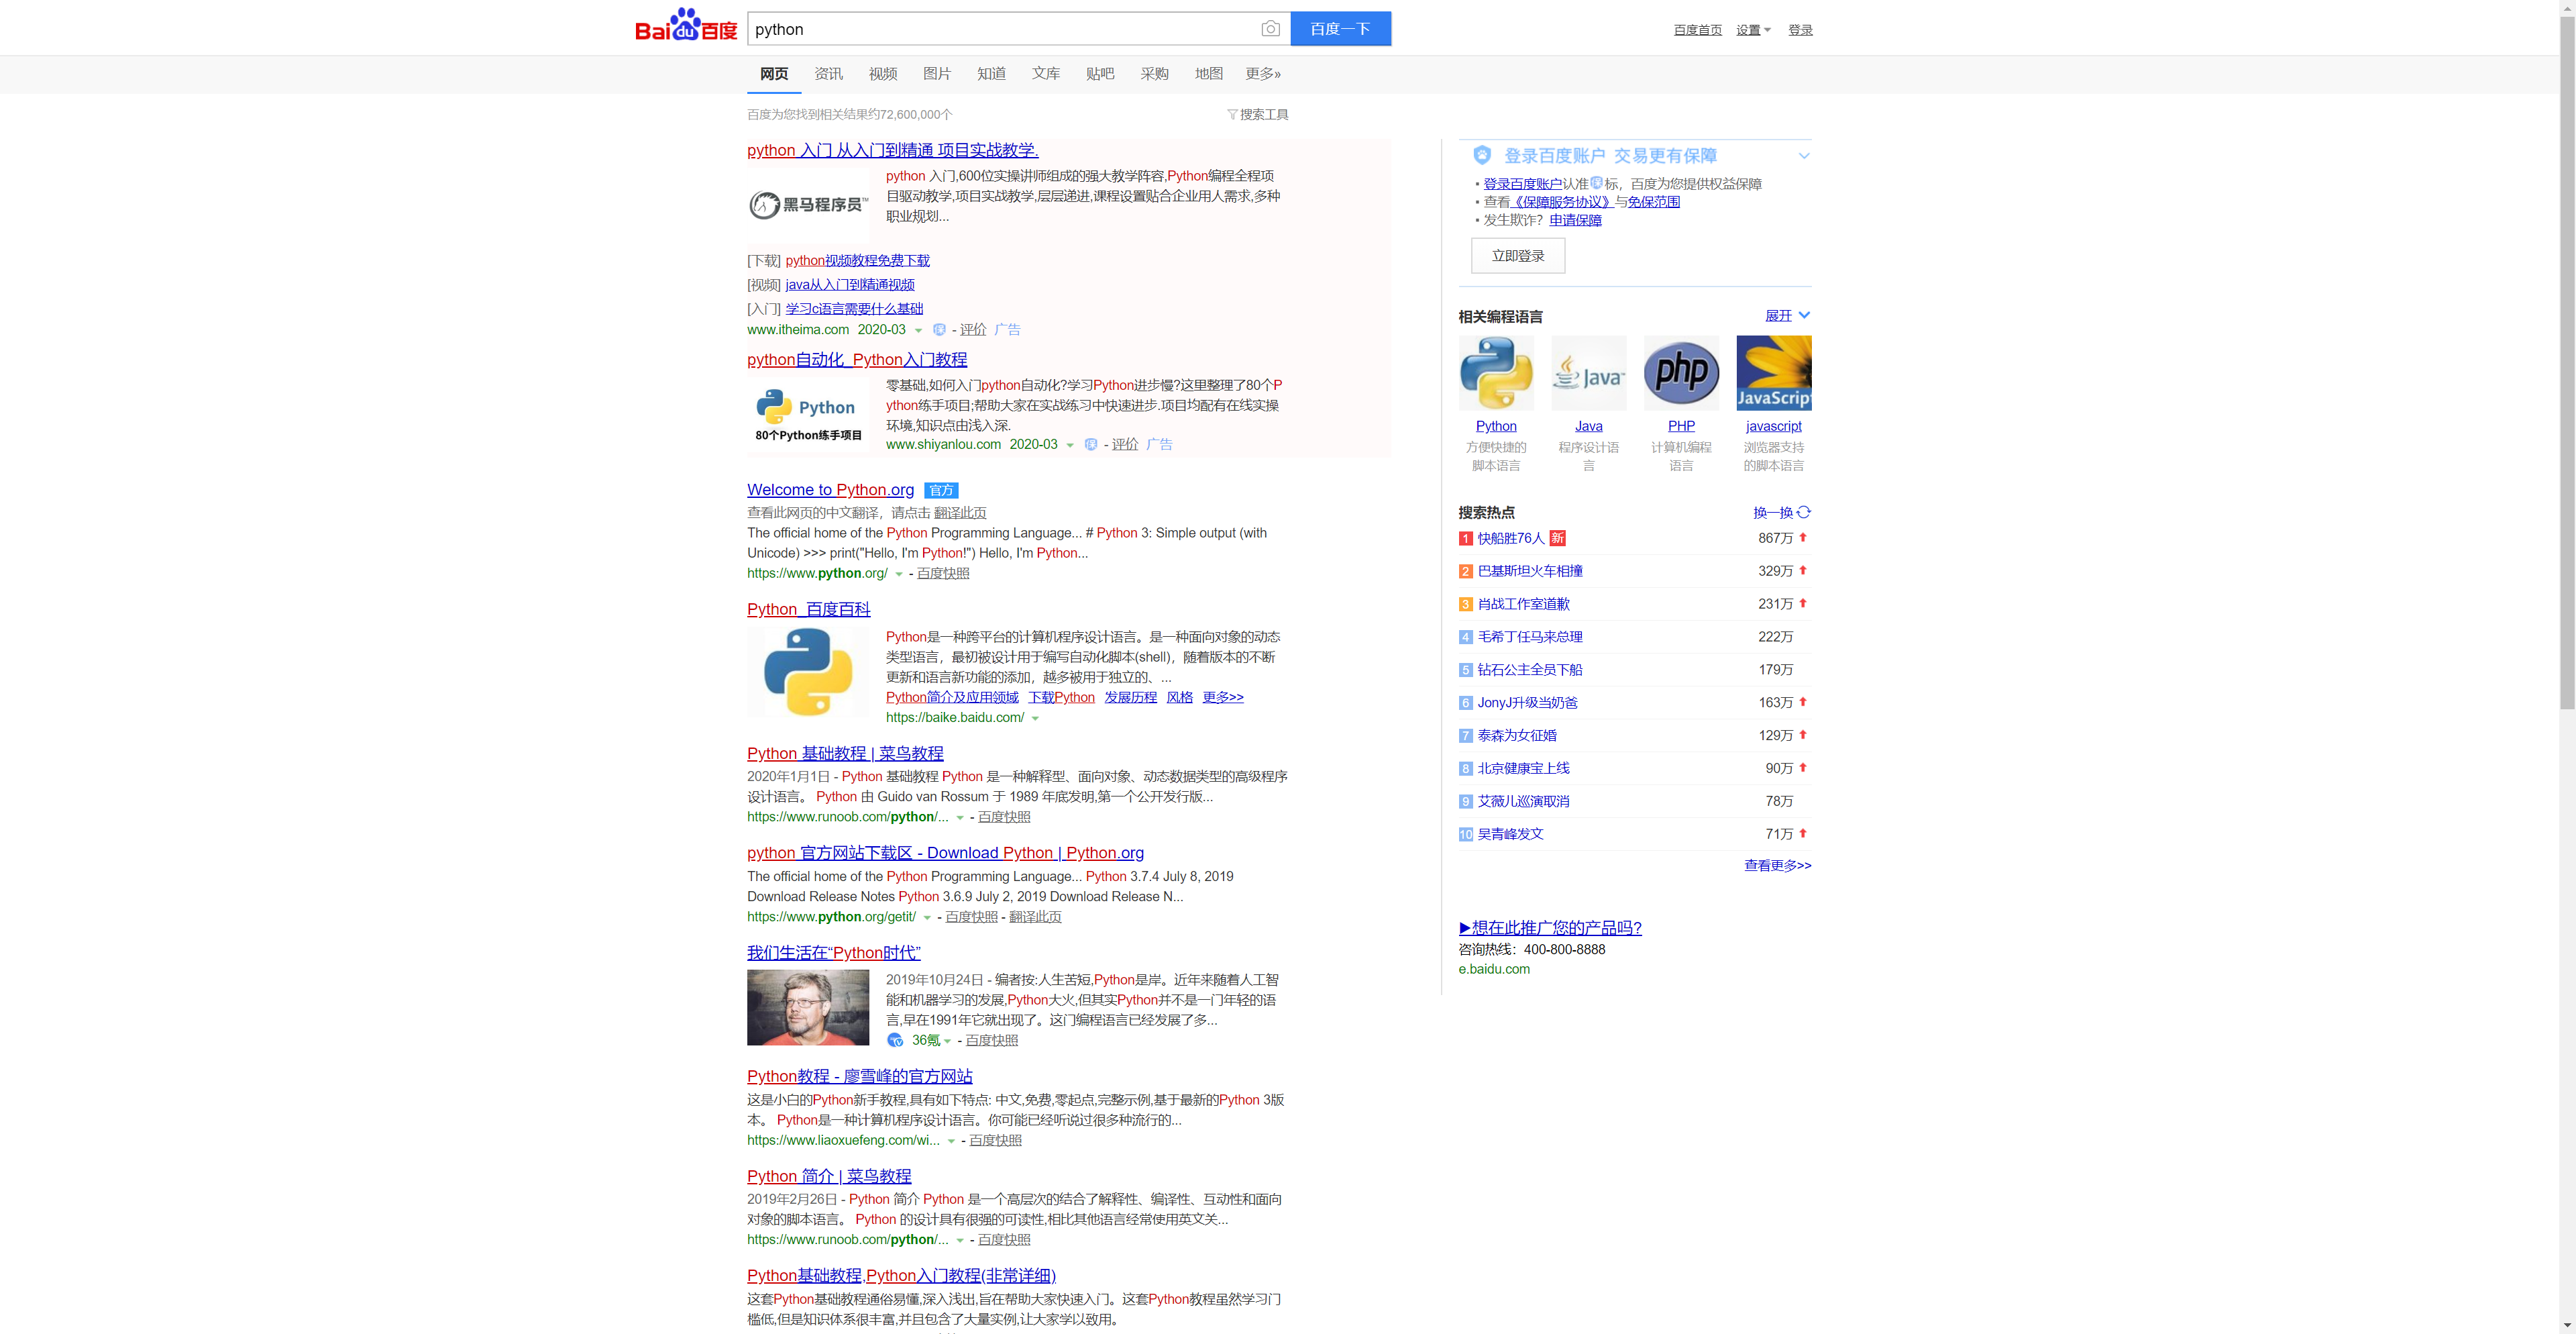 Baidu百度
python
百度一下
百度首页 设置 登录
网页 资讯 视频 图片 知道 文库 贴吧 采购 地图 更多»
百度为您找到相关结果约72,600,000个
搜索工具
python 入门 从入门到精通 项目实战教学.
黑马程序员™
python 入门,600位实操讲师组成的强大教学阵容,Python编程全程项
目驱动教学,项目实战教学,层层递进,课程设置贴合企业用人需求,多种
职业规划...
[下载] python视频教程免费下载
[视频] java从入门到精通视频
[入门] 学习c语言需要什么基础
www.itheima.com 2020-03 保 - 评价 广告
python自动化_Python入门教程
Python
80个Python练手项目
零基础,如何入门python自动化?学习Python进步慢?这里整理了80个P
ython练手项目;帮助大家在实战练习中快速进步.项目均配有在线实操
环境,知识点由浅入深.
www.shiyanlou.com 2020-03 保 - 评价 广告
Welcome to Python.org 官方
查看此网页的中文翻译，请点击 翻译此页
The official home of the Python Programming Language... # Python 3: Simple output (with
Unicode) >>> print("Hello, I'm Python!") Hello, I'm Python...
https://www.python.org/ - 百度快照
Python_百度百科
Python是一种跨平台的计算机程序设计语言。是一种面向对象的动态
类型语言，最初被设计用于编写自动化脚本(shell)，随着版本的不断
更新和语言新功能的添加，越多被用于独立的、...
Python简介及应用领域 下载Python 发展历程 风格 更多>>
https://baike.baidu.com/
Python 基础教程 | 菜鸟教程
2020年1月1日 - Python 基础教程 Python 是一种解释型、面向对象、动态数据类型的高级程序
设计语言。 Python 由 Guido van Rossum 于 1989 年底发明,第一个公开发行版...
https://www.runoob.com/python/... - 百度快照
python 官方网站下载区 - Download Python | Python.org
The official home of the Python Programming Language... Python 3.7.4 July 8, 2019
Download Release Notes Python 3.6.9 July 2, 2019 Download Release N...
https://www.python.org/getit/ - 百度快照 - 翻译此页
我们生活在“Python时代”
2019年10月24日 - 编者按:人生苦短,Python是岸。近年来随着人工智
能和机器学习的发展,Python大火,但其实Python并不是一门年轻的语
言,早在1991年它就出现了。这门编程语言已经发展了多...
36氪 - 百度快照
Python教程 - 廖雪峰的官方网站
这是小白的Python新手教程,具有如下特点: 中文,免费,零起点,完整示例,基于最新的Python 3版
本。 Python是一种计算机程序设计语言。你可能已经听说过很多种流行的...
https://www.liaoxuefeng.com/wi... - 百度快照
Python 简介 | 菜鸟教程
2019年2月26日 - Python 简介 Python 是一个高层次的结合了解释性、编译性、互动性和面向
对象的脚本语言。 Python 的设计具有很强的可读性,相比其他语言经常使用英文关...
https://www.runoob.com/python/... - 百度快照
Python基础教程,Python入门教程(非常详细)
这套Python基础教程通俗易懂,深入浅出,旨在帮助大家快速入门。这套Python教程虽然学习门
槛低,但是知识体系很丰富,并且包含了大量实例,让大家学以致用。
登录百度账户 交易更有保障
・登录百度账户认准保标，百度为您提供权益保障
・查看《保障服务协议》与免保范围
・发生欺诈？申请保障
立即登录
相关编程语言 展开
Java php JavaScript
Python Java PHP javascript
方便快捷的 程序设计语 计算机编程 浏览器支持
脚本语言 言 语言 的脚本语言
搜索热点 换一换
1 快船胜76人 新 867万
2 巴基斯坦火车相撞 329万
3 肖战工作室道歉 231万
4 毛希丁任马来总理 222万
5 钻石公主全员下船 179万
6 JonyJ升级当奶爸 163万
7 泰森为女征婚 129万
8 北京健康宝上线 90万
9 艾薇儿巡演取消 78万
10 吴青峰发文 71万
查看更多>>
▶想在此推广您的产品吗?
咨询热线：400-800-8888
e.baidu.com